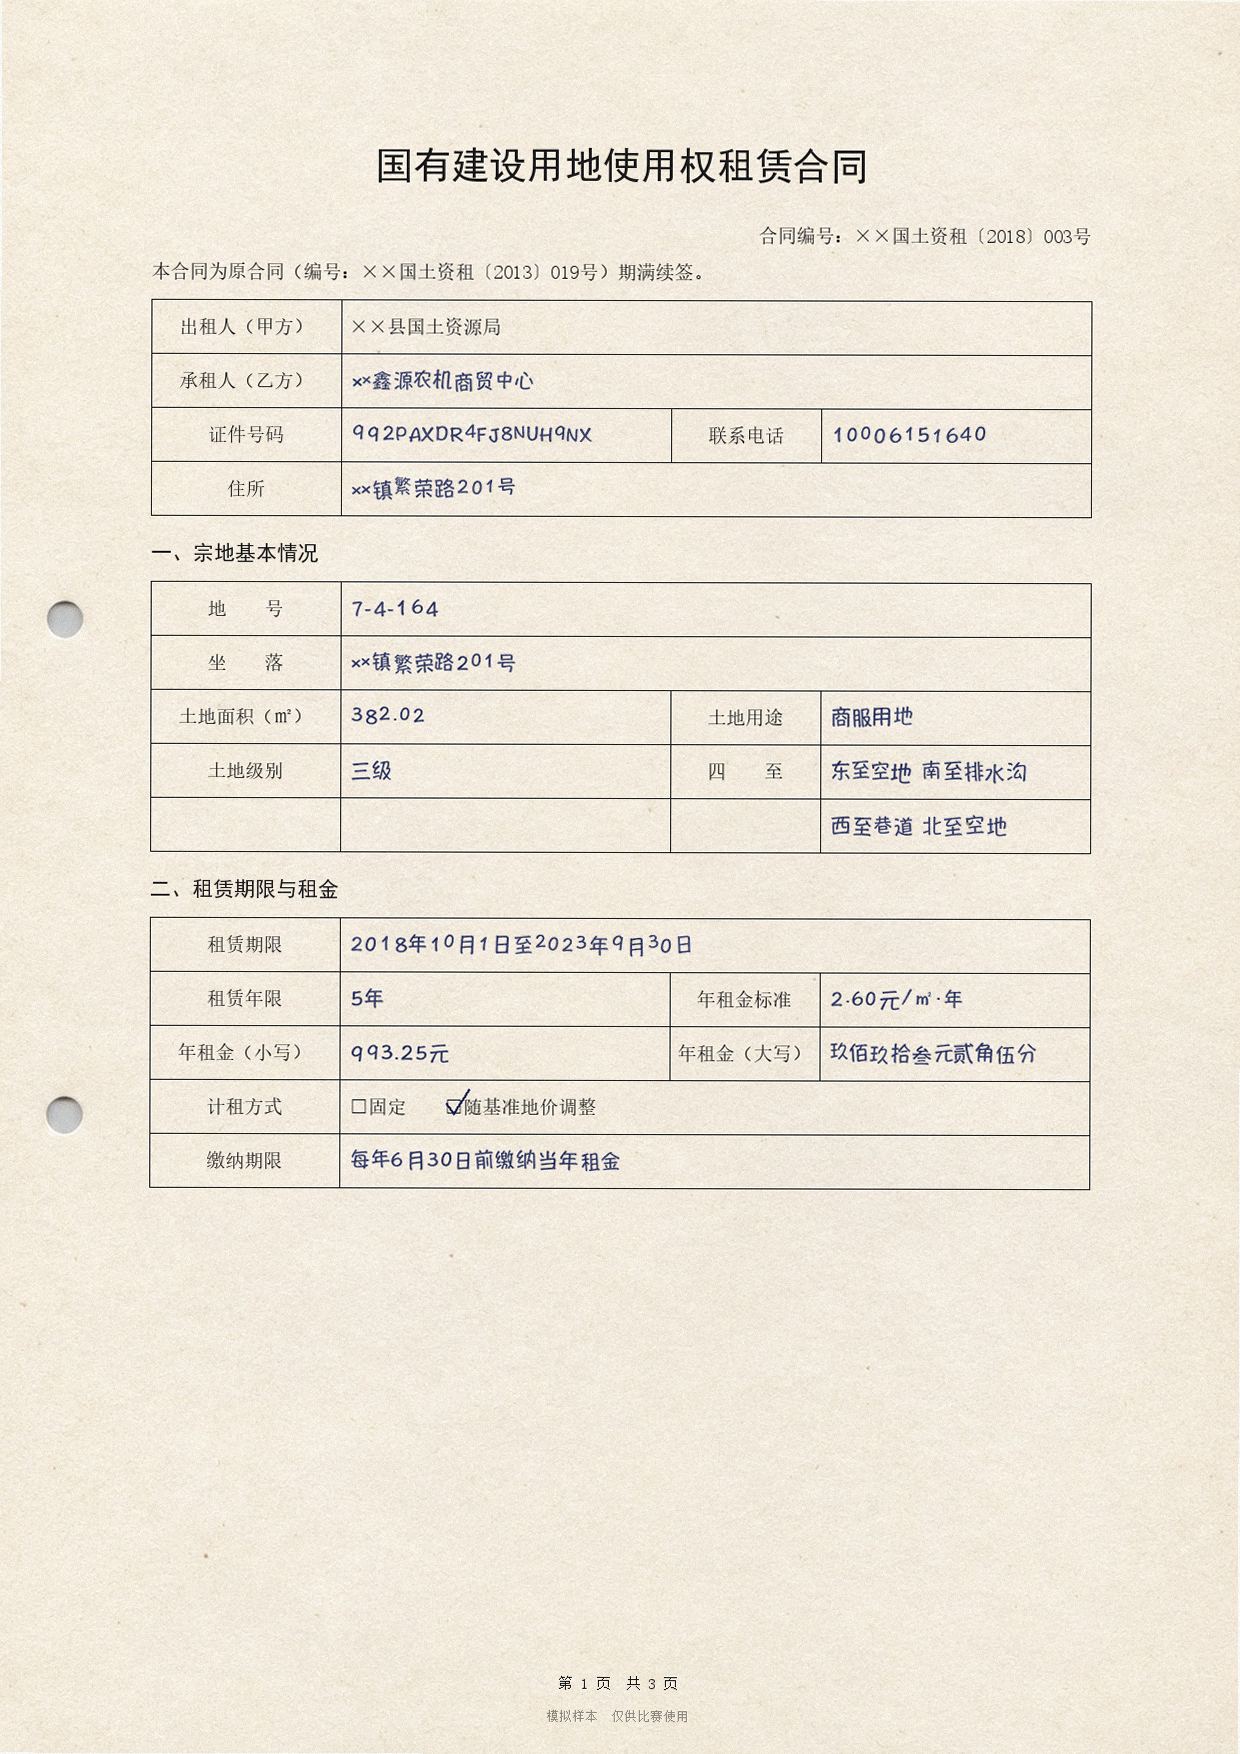 国有建设用地使用权租赁合同
合同编号：××国土资租〔2018〕003号
本合同为原合同（编号：××国土资租〔2013〕019号）期满续签。
出租人（甲方） ××县国土资源局
承租人（乙方） ××鑫源农机商贸中心
证件号码 992PAXDR4FJ8NUH9NX 联系电话 10006151640
住所 ××镇繁荣路201号
一、宗地基本情况
地 号 7-4-164
坐 落 ××镇繁荣路201号
土地面积（㎡） 382.02 土地用途 商服用地
土地级别 三级 四 至 东至空地 南至排水沟
西至巷道 北至空地
二、租赁期限与租金
租赁期限 2018年10月1日至2023年9月30日
租赁年限 5年 年租金标准 2.60元/㎡·年
年租金（小写） 993.25元 年租金（大写） 玖佰玖拾叁元贰角伍分
计租方式 □固定 ☑随基准地价调整
缴纳期限 每年6月30日前缴纳当年租金
第 1 页 共 3 页
模拟样本 仅供比赛使用